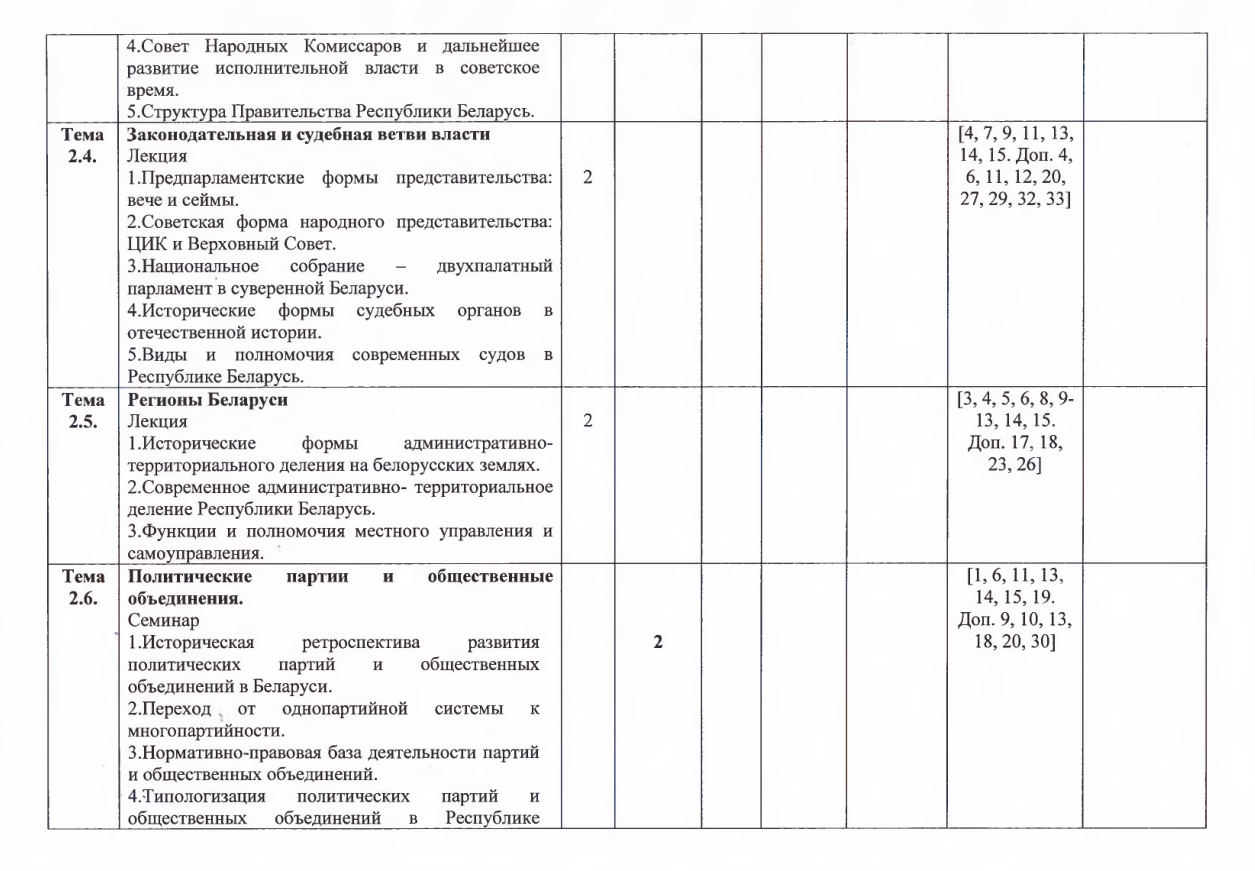 4.Совет Народных Комиссаров и дальнейшее
развитие исполнительной власти в советское
время.
5.Структура Правительства Республики Беларусь.
Тема
2.4.
Законодательная и судебная ветви власти
Лекция
1.Предпарламентские формы представительства:
вече и сеймы.
2.Советская форма народного представительства:
ЦИК и Верховный Совет.
3.Национальное собрание – двухпалатный
парламент в суверенной Беларуси.
4.Исторические формы судебных органов в
отечественной истории.
5.Виды и полномочия современных судов в
Республике Беларусь.
2
[4, 7, 9, 11, 13,
14, 15. Доп. 4,
6, 11, 12, 20,
27, 29, 32, 33]
Тема
2.5.
Регионы Беларуси
Лекция
1.Исторические формы административно-
территориального деления на белорусских землях.
2.Современное административно- территориальное
деление Республики Беларусь.
3.Функции и полномочия местного управления и
самоуправления.
2
[3, 4, 5, 6, 8, 9-
13, 14, 15.
Доп. 17, 18,
23, 26]
Тема
2.6.
Политические партии и общественные
объединения.
Семинар
1.Историческая ретроспектива развития
политических партий и общественных
объединений в Беларуси.
2.Переход от однопартийной системы к
многопартийности.
3.Нормативно-правовая база деятельности партий
и общественных объединений.
4.Типологизация политических партий и
общественных объединений в Республике
2
[1, 6, 11, 13,
14, 15, 19.
Доп. 9, 10, 13,
18, 20, 30]